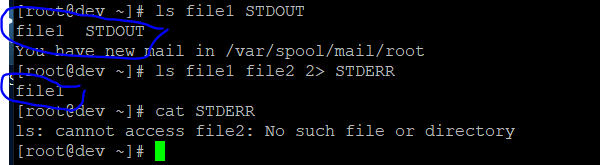 [root@dev ~]# ls file1 STDOUT
file1  STDOUT
You have new mail in /var/spool/mail/root
[root@dev ~]# ls file1 file2 2> STDERR
file1
[root@dev ~]# cat STDERR
ls: cannot access file2: No such file or directory
[root@dev ~]#